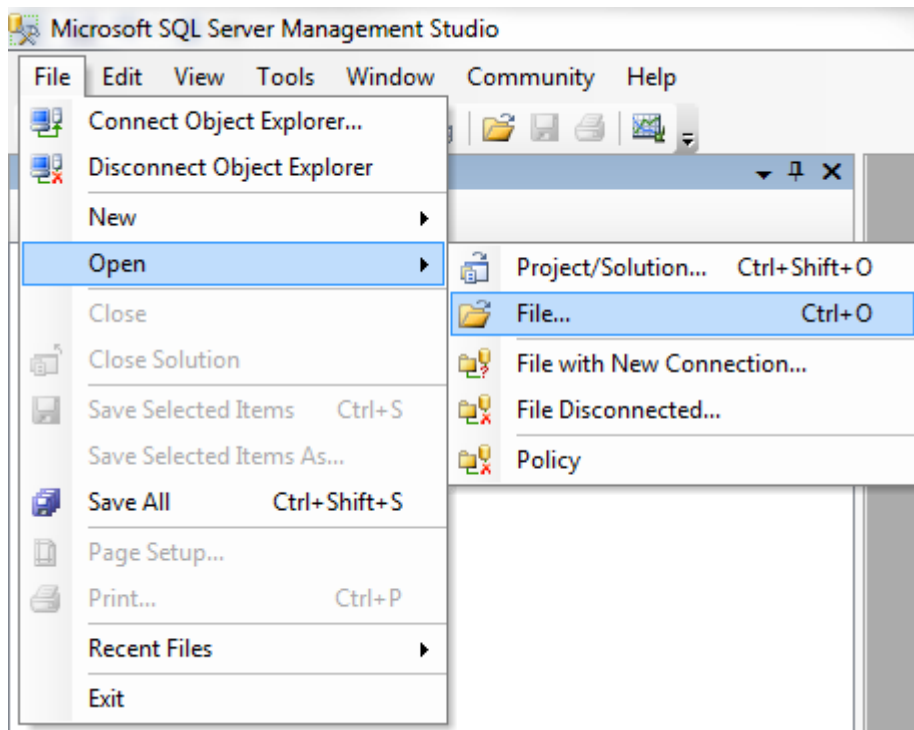 Microsoft SQL Server Management Studio
File Edit View Tools Window Community Help
Connect Object Explorer...
Disconnect Object Explorer
New
Open
Close
Close Solution
Save Selected Items Ctrl+S
Save Selected Items As...
Save All Ctrl+Shift+S
Page Setup...
Print... Ctrl+P
Recent Files
Exit
Project/Solution... Ctrl+Shift+O
File... Ctrl+O
File with New Connection...
File Disconnected...
Policy